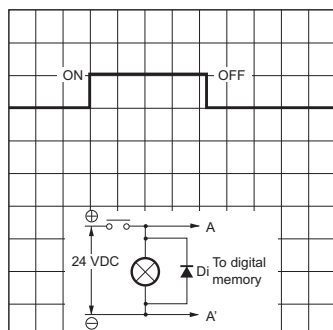 ON
OFF
⊕
A
24 VDC
Di
To digital
memory
⊖
A'